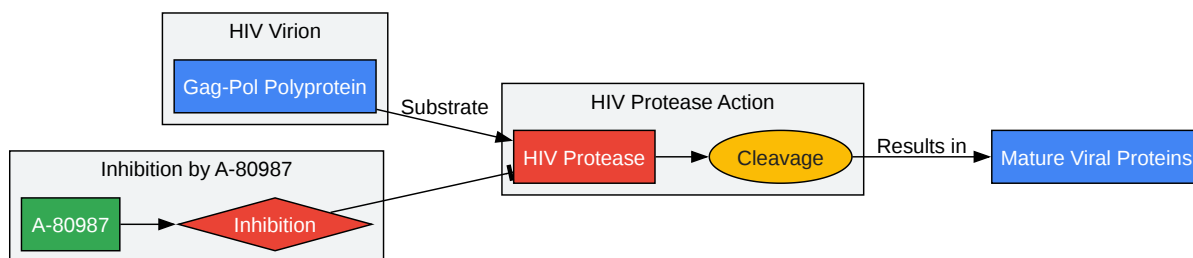 HIV Virion
Gag-Pol Polyprotein
Substrate
HIV Protease Action
HIV Protease
Cleavage
Results in
Mature Viral Proteins
Inhibition by A-80987
A-80987
Inhibition